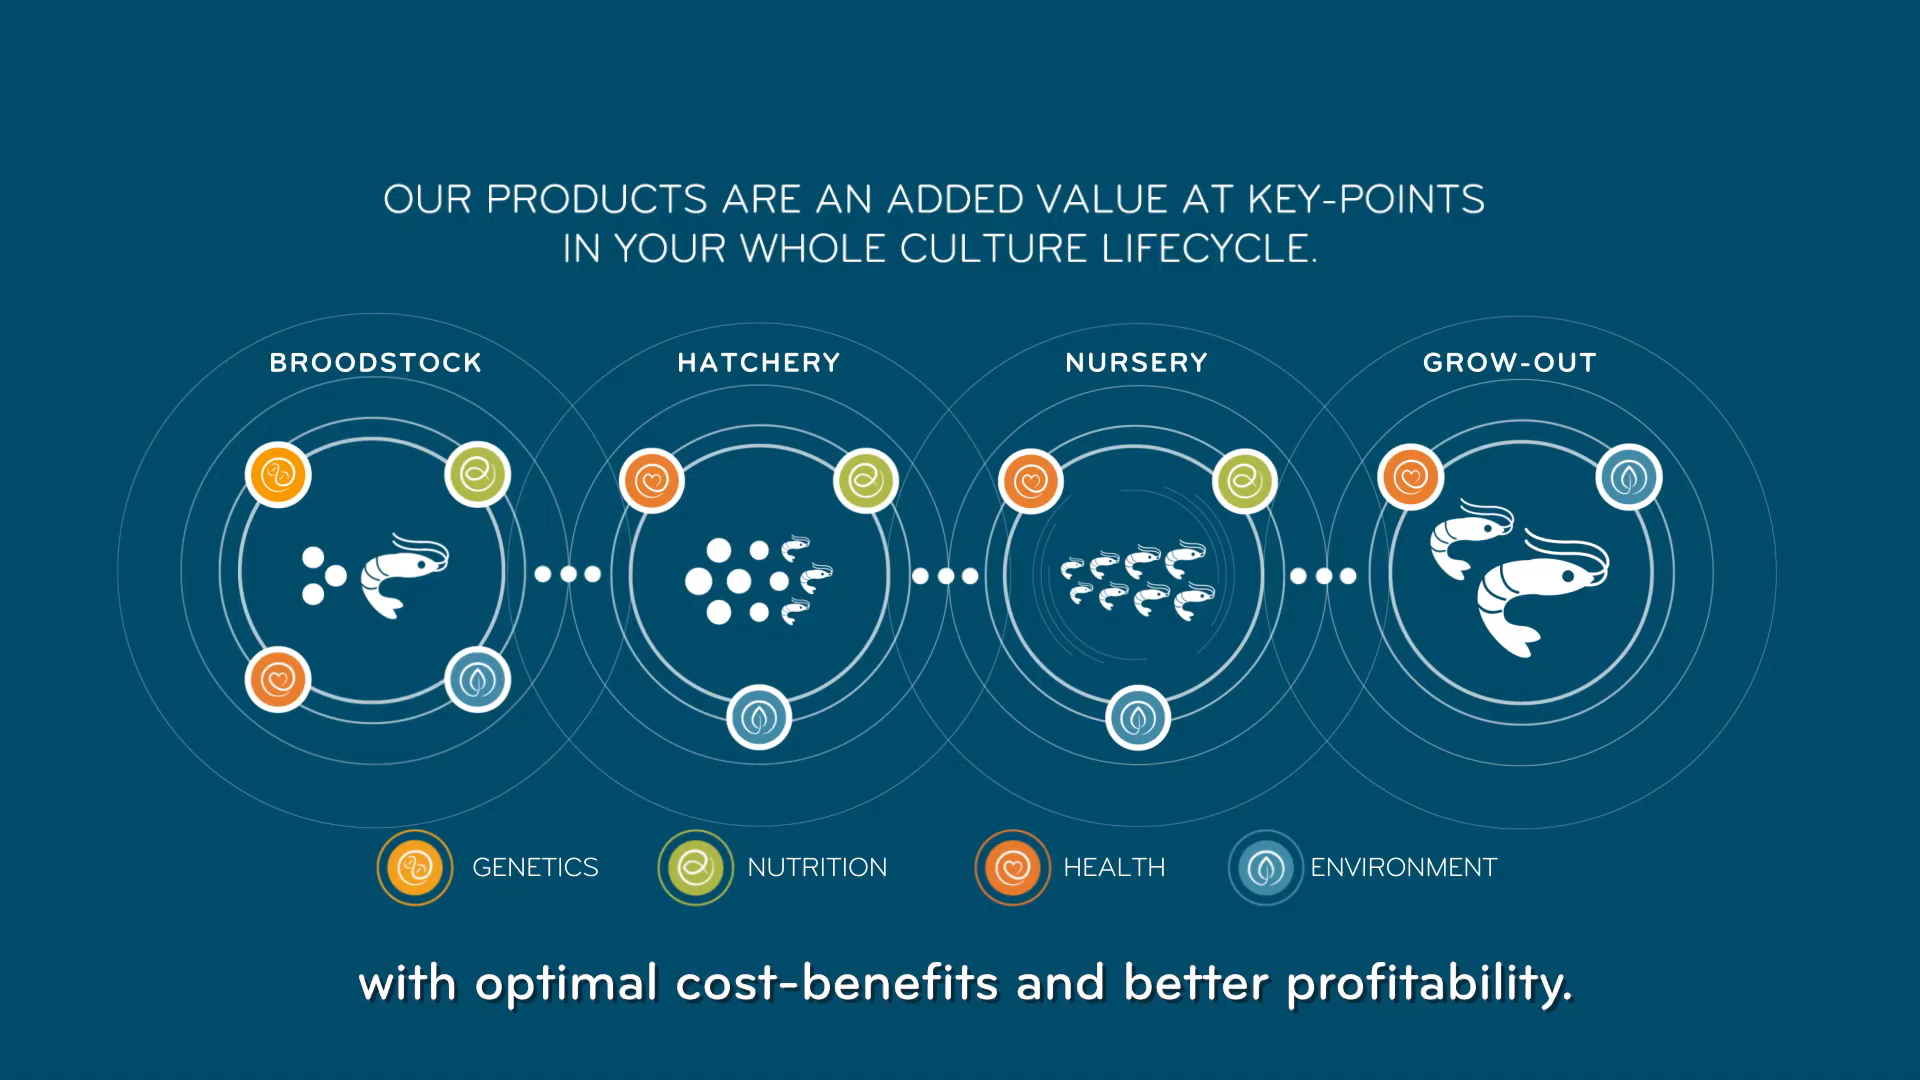 OUR PRODUCTS ARE AN ADDED VALUE AT KEY-POINTS
IN YOUR WHOLE CULTURE LIFECYCLE.
BROODSTOCK
HATCHERY
NURSERY
GROW-OUT
GENETICS
NUTRITION
HEALTH
ENVIRONMENT
with optimal cost-benefits and better profitability.